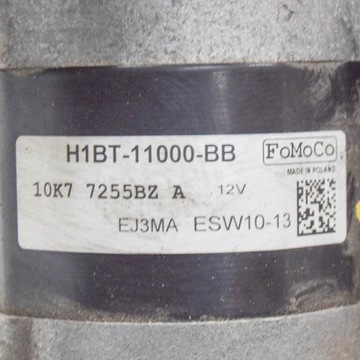 H1BT-11000-BB FoMoCo
MADE IN POLAND
10K7 7255BZ A 12V
EJ3MA ESW10-13